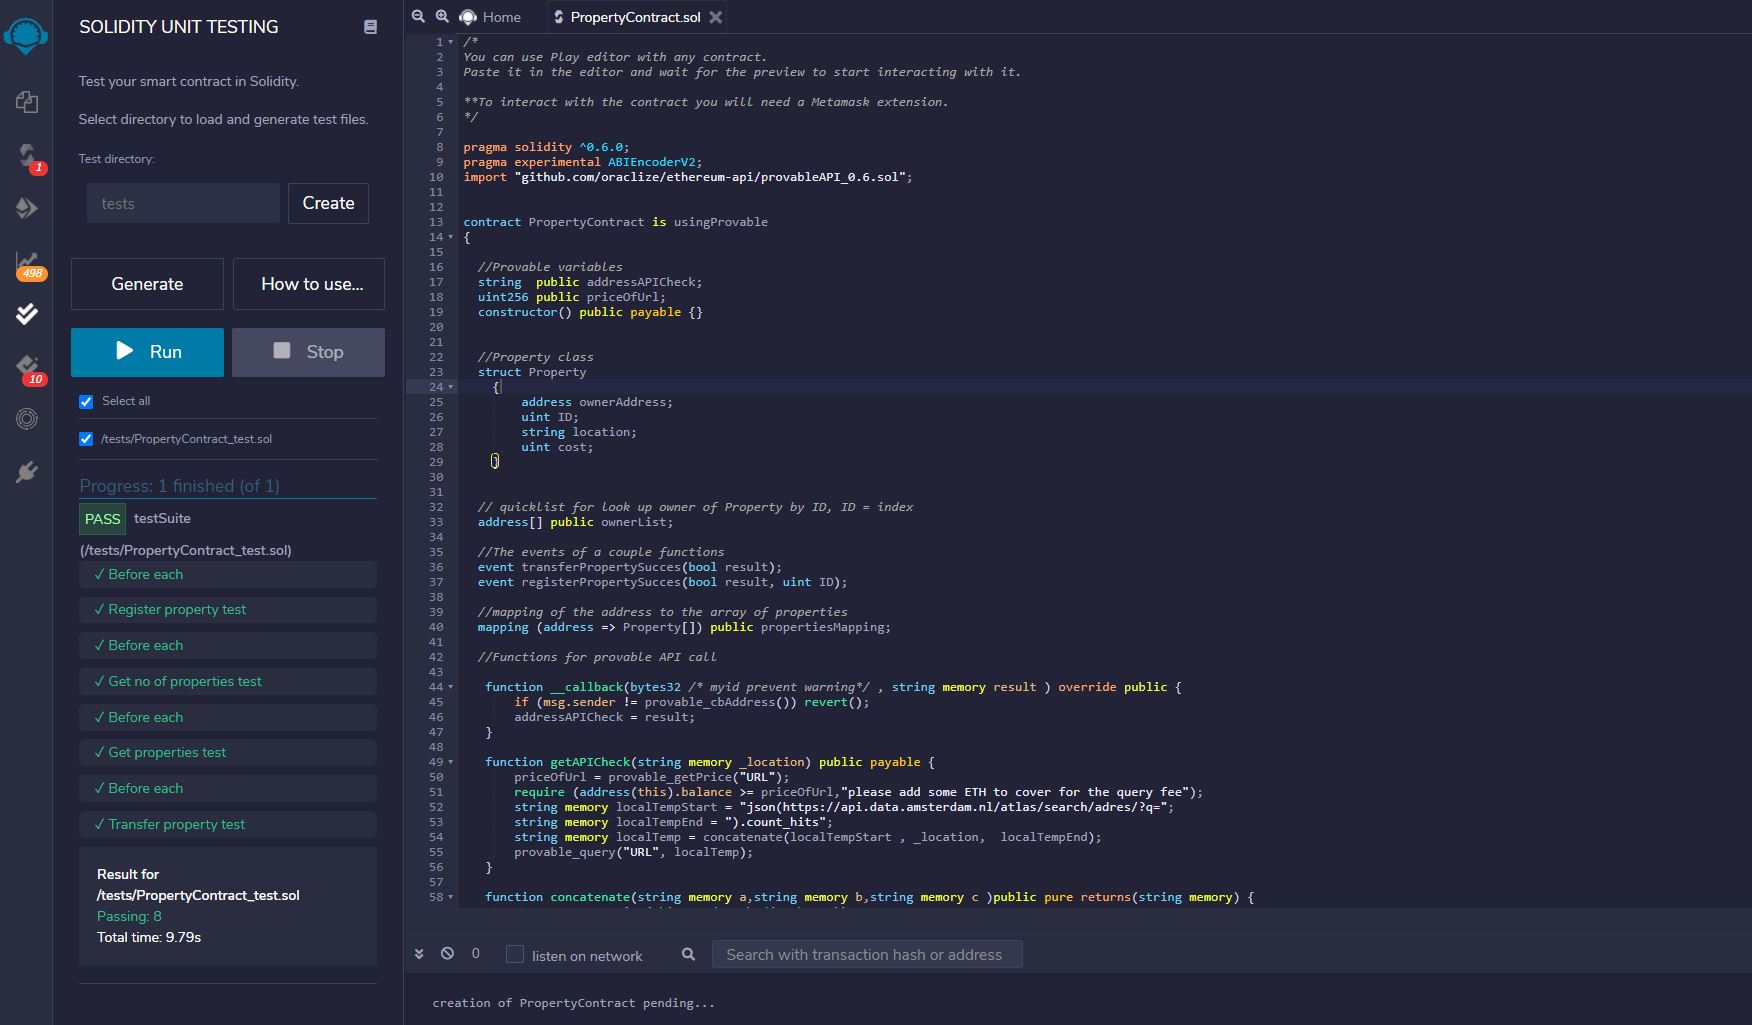 SOLIDITY UNIT TESTING
Test your smart contract in Solidity.
Select directory to load and generate test files.
Test directory:
tests
Create
Generate
How to use...
Run
Stop
Select all
/tests/PropertyContract_test.sol
Progress: 1 finished (of 1)
PASS testSuite
(/tests/PropertyContract_test.sol)
✓ Before each
✓ Register property test
✓ Before each
✓ Get no of properties test
✓ Before each
✓ Get properties test
✓ Before each
✓ Transfer property test
Result for
/tests/PropertyContract_test.sol
Passing: 8
Total time: 9.79s
1
498
10
Home
PropertyContract.sol
1 /*
2 You can use Play editor with any contract.
3 Paste it in the editor and wait for the preview to start interacting with it.
4
5 **To interact with the contract you will need a Metamask extension.
6 */
7
8 pragma solidity ^0.6.0;
9 pragma experimental ABIEncoderV2;
10 import "github.com/oraclize/ethereum-api/provableAPI_0.6.sol";
11
12
13 contract PropertyContract is usingProvable
14 {
15
16 //Provable variables
17 string  public addressAPICheck;
18 uint256 public priceOfUrl;
19 constructor() public payable {}
20
21
22 //Property class
23 struct Property
24 {
25 address ownerAddress;
26 uint ID;
27 string location;
28 uint cost;
29 }
30
31
32 // quicklist for look up owner of Property by ID, ID = index
33 address[] public ownerList;
34
35 //The events of a couple functions
36 event transferPropertySucces(bool result);
37 event registerPropertySucces(bool result, uint ID);
38
39 //mapping of the address to the array of properties
40 mapping (address => Property[]) public propertiesMapping;
41
42 //Functions for provable API call
43
44 function __callback(bytes32 /* myid prevent warning*/ , string memory result ) override public {
45 if (msg.sender != provable_cbAddress()) revert();
46 addressAPICheck = result;
47 }
48
49 function getAPICheck(string memory _location) public payable {
50 priceOfUrl = provable_getPrice("URL");
51 require (address(this).balance >= priceOfUrl,"please add some ETH to cover for the query fee");
52 string memory localTempStart = "json(https://api.data.amsterdam.nl/atlas/search/adres/?q=";
53 string memory localTempEnd = ").count_hits";
54 string memory localTemp = concatenate(localTempStart , _location,  localTempEnd);
55 provable_query("URL", localTemp);
56 }
57
58 function concatenate(string memory a,string memory b,string memory c )public pure returns(string memory) {
0
listen on network
Search with transaction hash or address
creation of PropertyContract pending...